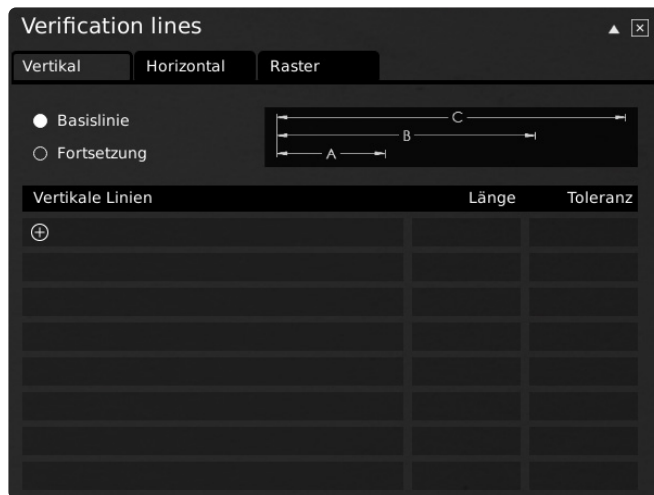 Verification lines
Vertikal Horizontal Raster
Basislinie
Fortsetzung
C
B
A
Vertikale Linien Länge Toleranz